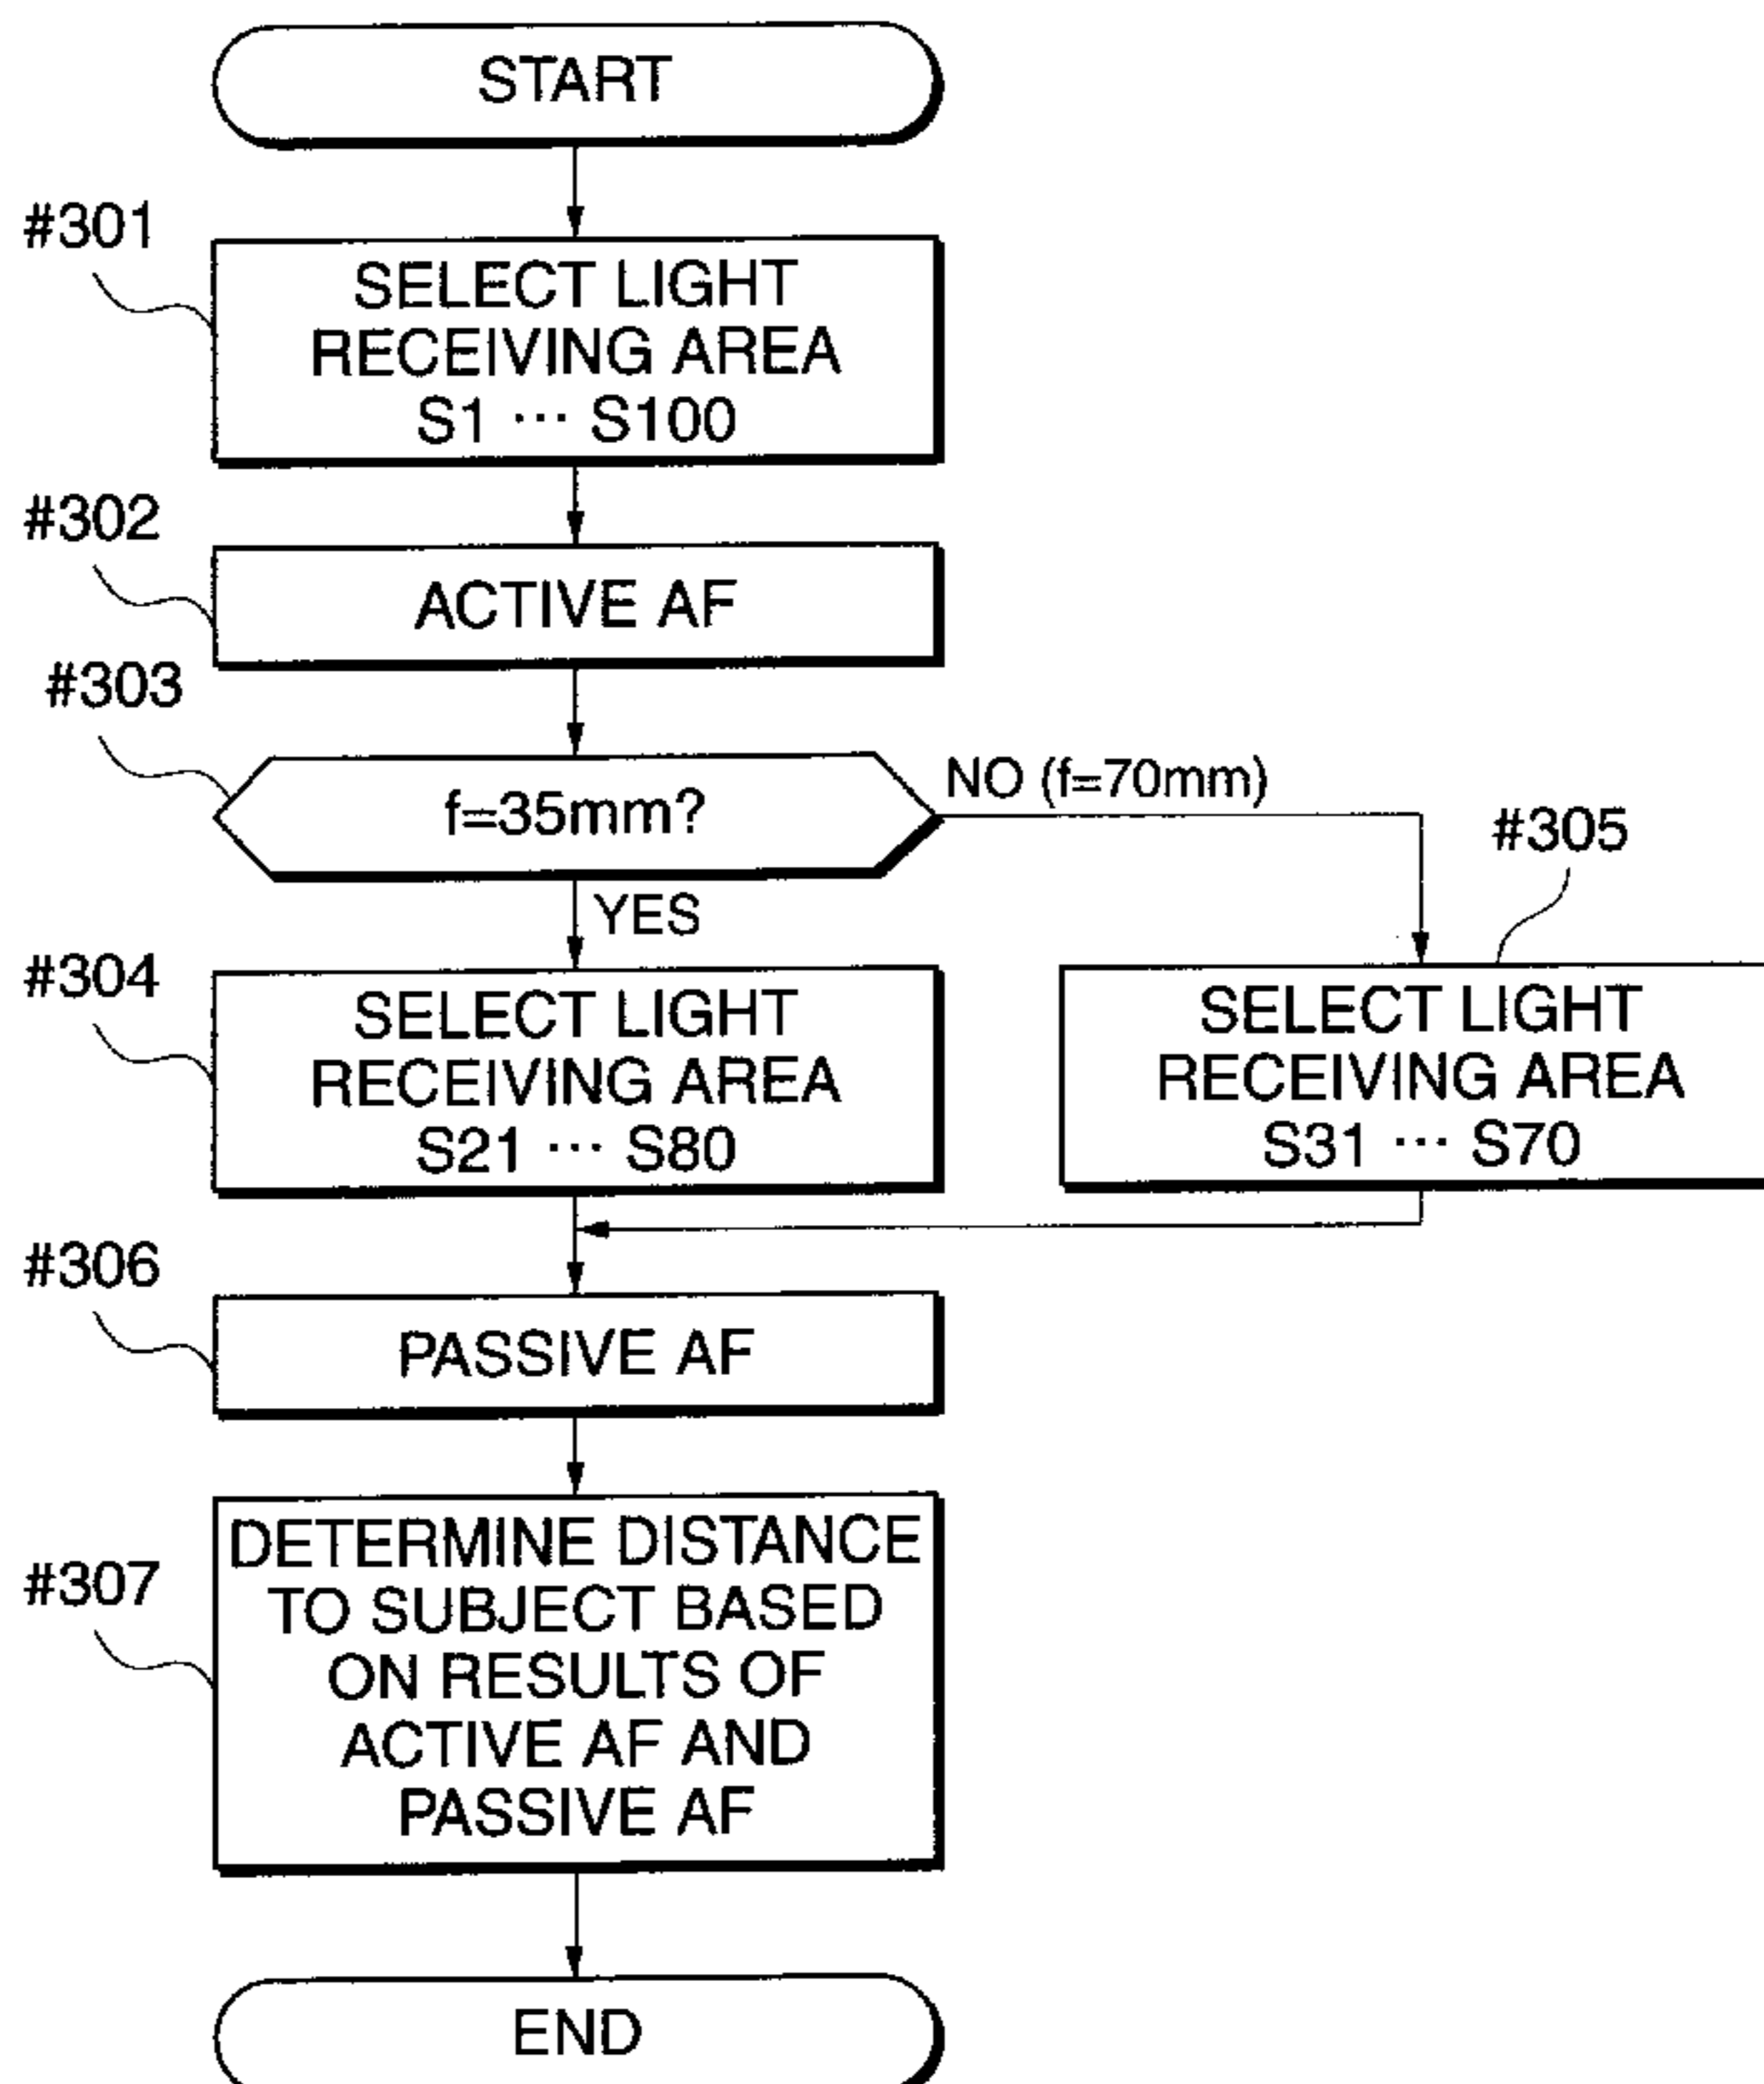 START
#301
SELECT LIGHT
RECEIVING AREA
S1 ··· S100
#302
ACTIVE AF
#303
f=35mm?
NO (f=70mm)
YES
#304
SELECT LIGHT
RECEIVING AREA
S21 ··· S80
#305
SELECT LIGHT
RECEIVING AREA
S31 ··· S70
#306
PASSIVE AF
#307
DETERMINE DISTANCE
TO SUBJECT BASED
ON RESULTS OF
ACTIVE AF AND
PASSIVE AF
END